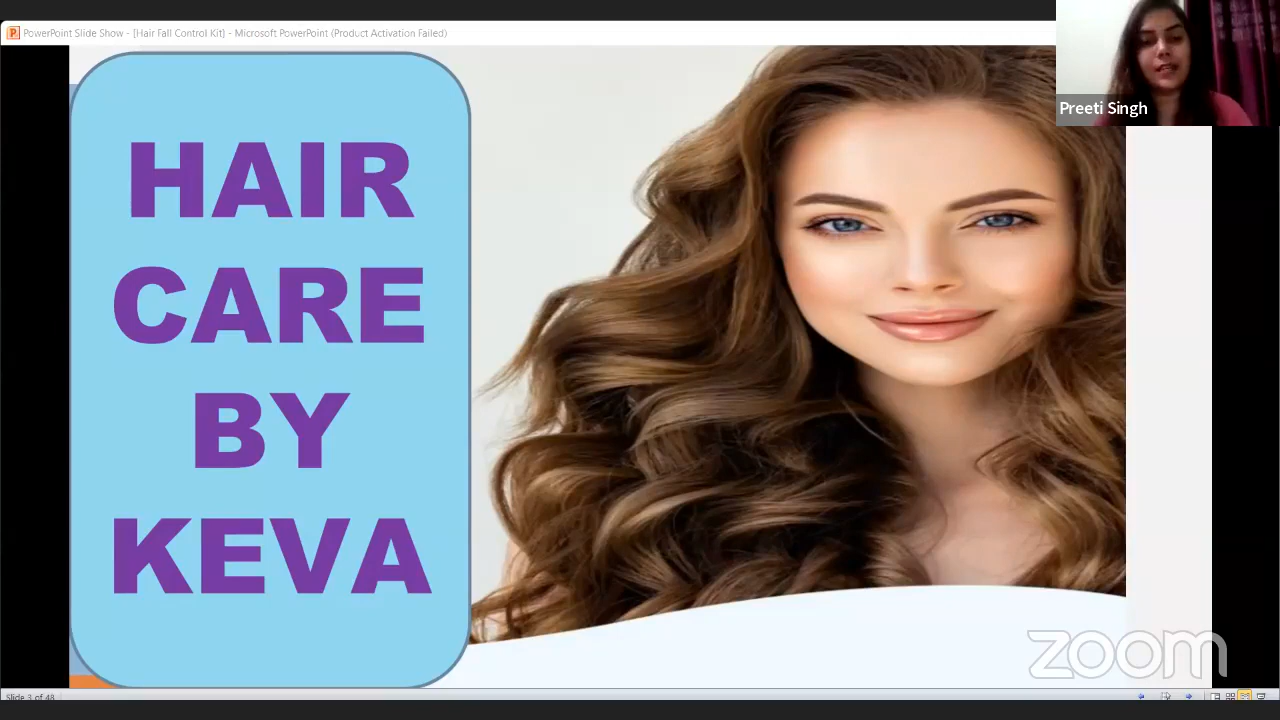 PowerPoint Slide Show - [Hair Fall Control Kit] - Microsoft PowerPoint (Product Activation Failed)
Preeti Singh
HAIR
CARE
BY
KEVA
zoom
Slide 3 of 48